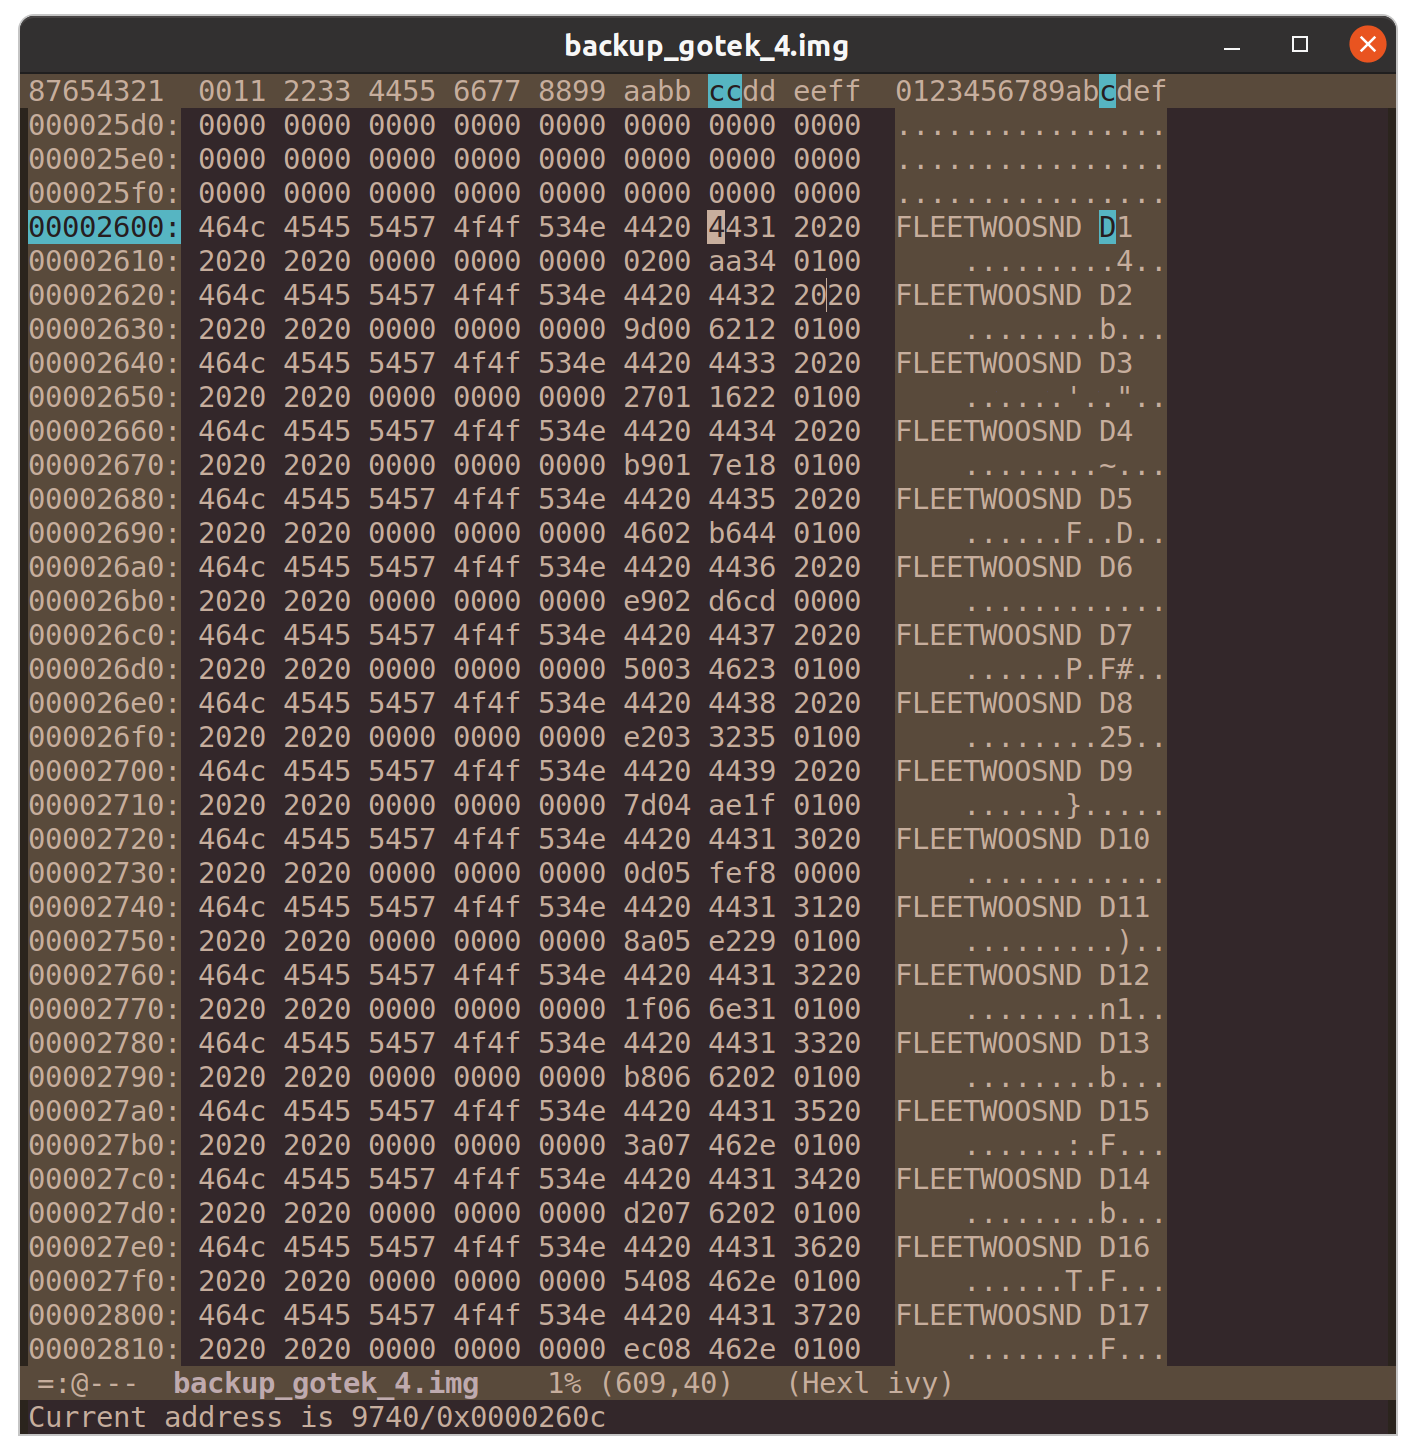 backup_gotek_4.img
87654321  0011 2233 4455 6677 8899 aabb ccdd eeff  0123456789abcdef
000025d0: 0000 0000 0000 0000 0000 0000 0000 0000  ................
000025e0: 0000 0000 0000 0000 0000 0000 0000 0000  ................
000025f0: 0000 0000 0000 0000 0000 0000 0000 0000  ................
00002600: 464c 4545 5457 4f4f 534e 4420 4431 2020  FLEETWOOSND D1
00002610: 2020 2020 0000 0000 0000 0200 aa34 0100      .........4..
00002620: 464c 4545 5457 4f4f 534e 4420 4432 2020  FLEETWOOSND D2
00002630: 2020 2020 0000 0000 0000 9d00 6212 0100      ........b...
00002640: 464c 4545 5457 4f4f 534e 4420 4433 2020  FLEETWOOSND D3
00002650: 2020 2020 0000 0000 0000 2701 1622 0100      ......'.."..
00002660: 464c 4545 5457 4f4f 534e 4420 4434 2020  FLEETWOOSND D4
00002670: 2020 2020 0000 0000 0000 b901 7e18 0100      ........~...
00002680: 464c 4545 5457 4f4f 534e 4420 4435 2020  FLEETWOOSND D5
00002690: 2020 2020 0000 0000 0000 4602 b644 0100      ......F..D..
000026a0: 464c 4545 5457 4f4f 534e 4420 4436 2020  FLEETWOOSND D6
000026b0: 2020 2020 0000 0000 0000 e902 d6cd 0000      ............
000026c0: 464c 4545 5457 4f4f 534e 4420 4437 2020  FLEETWOOSND D7
000026d0: 2020 2020 0000 0000 0000 5003 4623 0100      ......P.F#..
000026e0: 464c 4545 5457 4f4f 534e 4420 4438 2020  FLEETWOOSND D8
000026f0: 2020 2020 0000 0000 0000 e203 3235 0100      ........25..
00002700: 464c 4545 5457 4f4f 534e 4420 4439 2020  FLEETWOOSND D9
00002710: 2020 2020 0000 0000 0000 7d04 ae1f 0100      ......}.....
00002720: 464c 4545 5457 4f4f 534e 4420 4431 3020  FLEETWOOSND D10
00002730: 2020 2020 0000 0000 0000 0d05 fef8 0000      ............
00002740: 464c 4545 5457 4f4f 534e 4420 4431 3120  FLEETWOOSND D11
00002750: 2020 2020 0000 0000 0000 8a05 e229 0100      .........)..
00002760: 464c 4545 5457 4f4f 534e 4420 4431 3220  FLEETWOOSND D12
00002770: 2020 2020 0000 0000 0000 1f06 6e31 0100      ........n1..
00002780: 464c 4545 5457 4f4f 534e 4420 4431 3320  FLEETWOOSND D13
00002790: 2020 2020 0000 0000 0000 b806 6202 0100      ........b...
000027a0: 464c 4545 5457 4f4f 534e 4420 4431 3520  FLEETWOOSND D15
000027b0: 2020 2020 0000 0000 0000 3a07 462e 0100      ......:.F...
000027c0: 464c 4545 5457 4f4f 534e 4420 4431 3420  FLEETWOOSND D14
000027d0: 2020 2020 0000 0000 0000 d207 6202 0100      ........b...
000027e0: 464c 4545 5457 4f4f 534e 4420 4431 3620  FLEETWOOSND D16
000027f0: 2020 2020 0000 0000 0000 5408 462e 0100      ......T.F...
00002800: 464c 4545 5457 4f4f 534e 4420 4431 3720  FLEETWOOSND D17
00002810: 2020 2020 0000 0000 0000 ec08 462e 0100      ........F...
=:@---  backup_gotek_4.img    1% (609,40)   (Hexl ivy)
Current address is 9740/0x0000260c